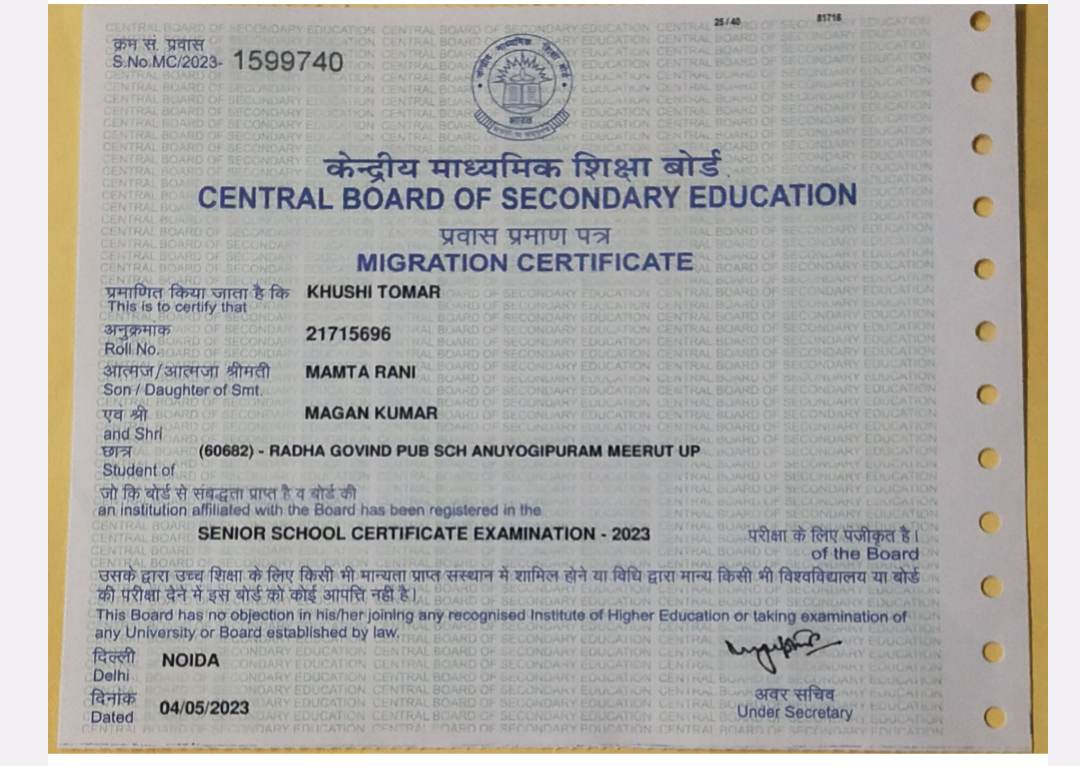 25/40 81718
क्रम सं. प्रवास
S.No.MC/2023- 1599740
केन्द्रीय माध्यमिक शिक्षा बोर्ड
भारत
केन्द्रीय माध्यमिक शिक्षा बोर्ड
CENTRAL BOARD OF SECONDARY EDUCATION
प्रवास प्रमाण पत्र
MIGRATION CERTIFICATE
प्रमाणित किया जाता है कि KHUSHI TOMAR
This is to certify that
अनुक्रमांक 21715696
Roll No.
आत्मज/आत्मजा श्रीमती MAMTA RANI
Son / Daughter of Smt.
एवं श्री MAGAN KUMAR
and Shri
छात्र (60682) - RADHA GOVIND PUB SCH ANUYOGIPURAM MEERUT UP
Student of
जो कि बोर्ड से संबद्धता प्राप्त है व बोर्ड की
an institution affiliated with the Board has been registered in the
SENIOR SCHOOL CERTIFICATE EXAMINATION - 2023 परीक्षा के लिए पंजीकृत है।
of the Board
उसके द्वारा उच्च शिक्षा के लिए किसी भी मान्यता प्राप्त संस्थान में शामिल होने या विधि द्वारा मान्य किसी भी विश्वविद्यालय या बोर्ड
की परीक्षा देने में इस बोर्ड को कोई आपत्ति नहीं है।
This Board has no objection in his/her joining any recognised Institute of Higher Education or taking examination of
any University or Board established by law.
दिल्ली NOIDA
Delhi
दिनांक 04/05/2023 अवर सचिव
Dated Under Secretary